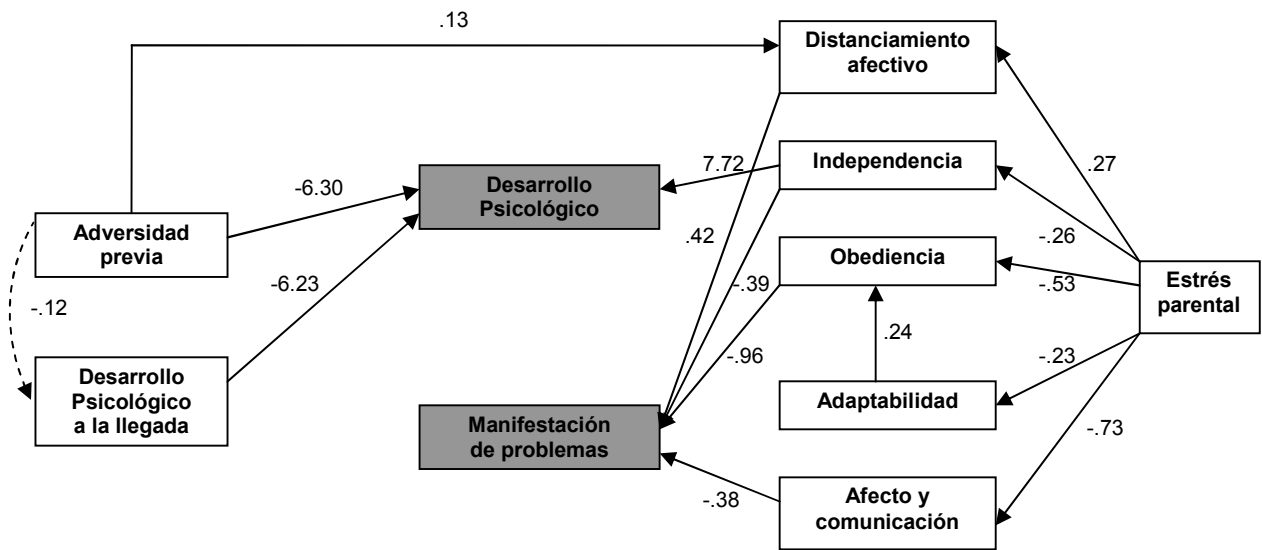 .13
Distanciamiento
afectivo
Independencia
7.72
Desarrollo
Psicológico
-6.30
.27
Adversidad
previa
.42
-.26
Obediencia
-6.23
-.39
-.53
Estrés
parental
-.12
.24
-.96
-.23
Desarrollo
Psicológico
a la llegada
Adaptabilidad
Manifestación
de problemas
-.73
-.38
Afecto y
comunicación